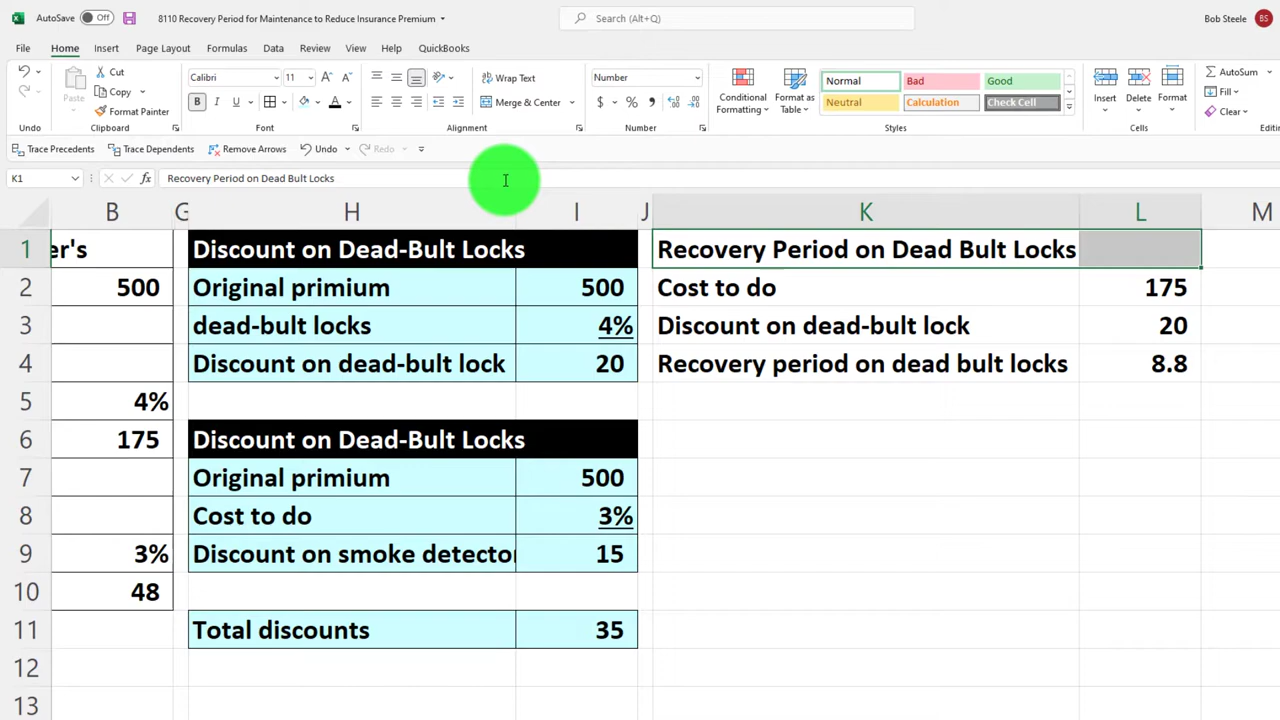 AutoSave Off 8110 Recovery Period for Maintenance to Reduce Insurance Premium Search (Alt+Q) Bob Steele BS
File Home Insert Page Layout Formulas Data Review View Help QuickBooks
Cut Calibri 11 Wrap Text Number Normal Bad Good AutoSum
Paste Copy Conditional Formatting Format as Table Insert Delete Format Fill
Format Painter B I U Merge & Center $ % Neutral Calculation Check Cell Clear
Undo Clipboard Font Alignment Number Styles Cells Editin
Trace Precedents Trace Dependents Remove Arrows Undo Redo
K1 fx Recovery Period on Dead Bult Locks
B G H I J K L M
1 er's Discount on Dead-Bult Locks Recovery Period on Dead Bult Locks
2 500 Original primium 500 Cost to do 175
3 dead-bult locks 4% Discount on dead-bult lock 20
4 Discount on dead-bult lock 20 Recovery period on dead bult locks 8.8
5 4%
6 175 Discount on Dead-Bult Locks
7 Original primium 500
8 Cost to do 3%
9 3% Discount on smoke detector 15
10 48
11 Total discounts 35
12
13